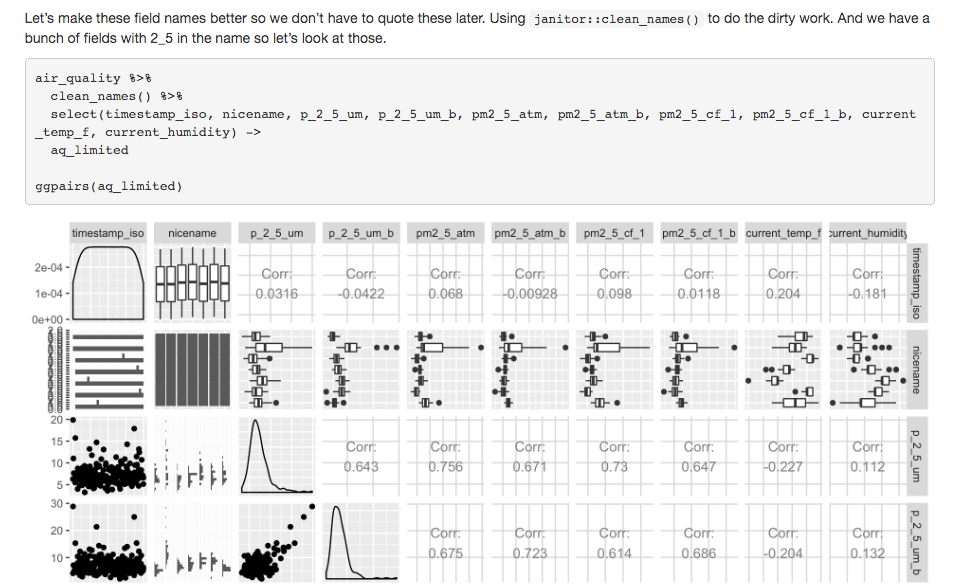 Let’s make these field names better so we don’t have to quote these later. Using janitor::clean_names() to do the dirty work. And we have a
bunch of fields with 2_5 in the name so let’s look at those.
air_quality %>%
clean_names() %>%
select(timestamp_iso, nicename, p_2_5_um, p_2_5_um_b, pm2_5_atm, pm2_5_atm_b, pm2_5_cf_1, pm2_5_cf_1_b, current
_temp_f, current_humidity) ->
aq_limited
ggpairs(aq_limited)
timestamp_iso nicename p_2_5_um p_2_5_um_b pm2_5_atm pm2_5_atm_b pm2_5_cf_1 pm2_5_cf_1_b current_temp_f current_humidity
2e-04
1e-04
0e+00
Corr: Corr: Corr: Corr: Corr: Corr: Corr: Corr:
0.0316 -0.0422 0.068 -0.00928 0.098 0.0118 0.204 -0.181
timestamp_iso
nicename
20
15
10
5
Corr: Corr: Corr: Corr: Corr: Corr: Corr:
0.643 0.756 0.671 0.73 0.647 -0.227 0.112
p_2_5_um
30
20
10
Corr: Corr: Corr: Corr: Corr: Corr:
0.675 0.723 0.614 0.686 -0.204 0.132
p_2_5_um_b